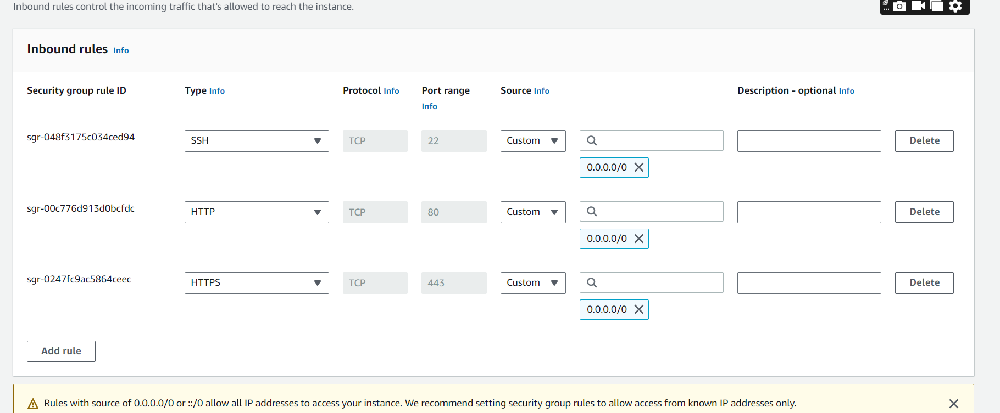 Inbound rules control the incoming traffic that's allowed to reach the instance.
Inbound rules Info
Security group rule ID Type Info Protocol Info Port range Info Source Info Description - optional Info
sgr-048f3175c034ced94 SSH TCP 22 Custom Delete
0.0.0.0/0
sgr-00c776d913d0bcfdc HTTP TCP 80 Custom Delete
0.0.0.0/0
sgr-0247fc9ac5864ceec HTTPS TCP 443 Custom Delete
0.0.0.0/0
Add rule
Rules with source of 0.0.0.0/0 or ::/0 allow all IP addresses to access your instance. We recommend setting security group rules to allow access from known IP addresses only.